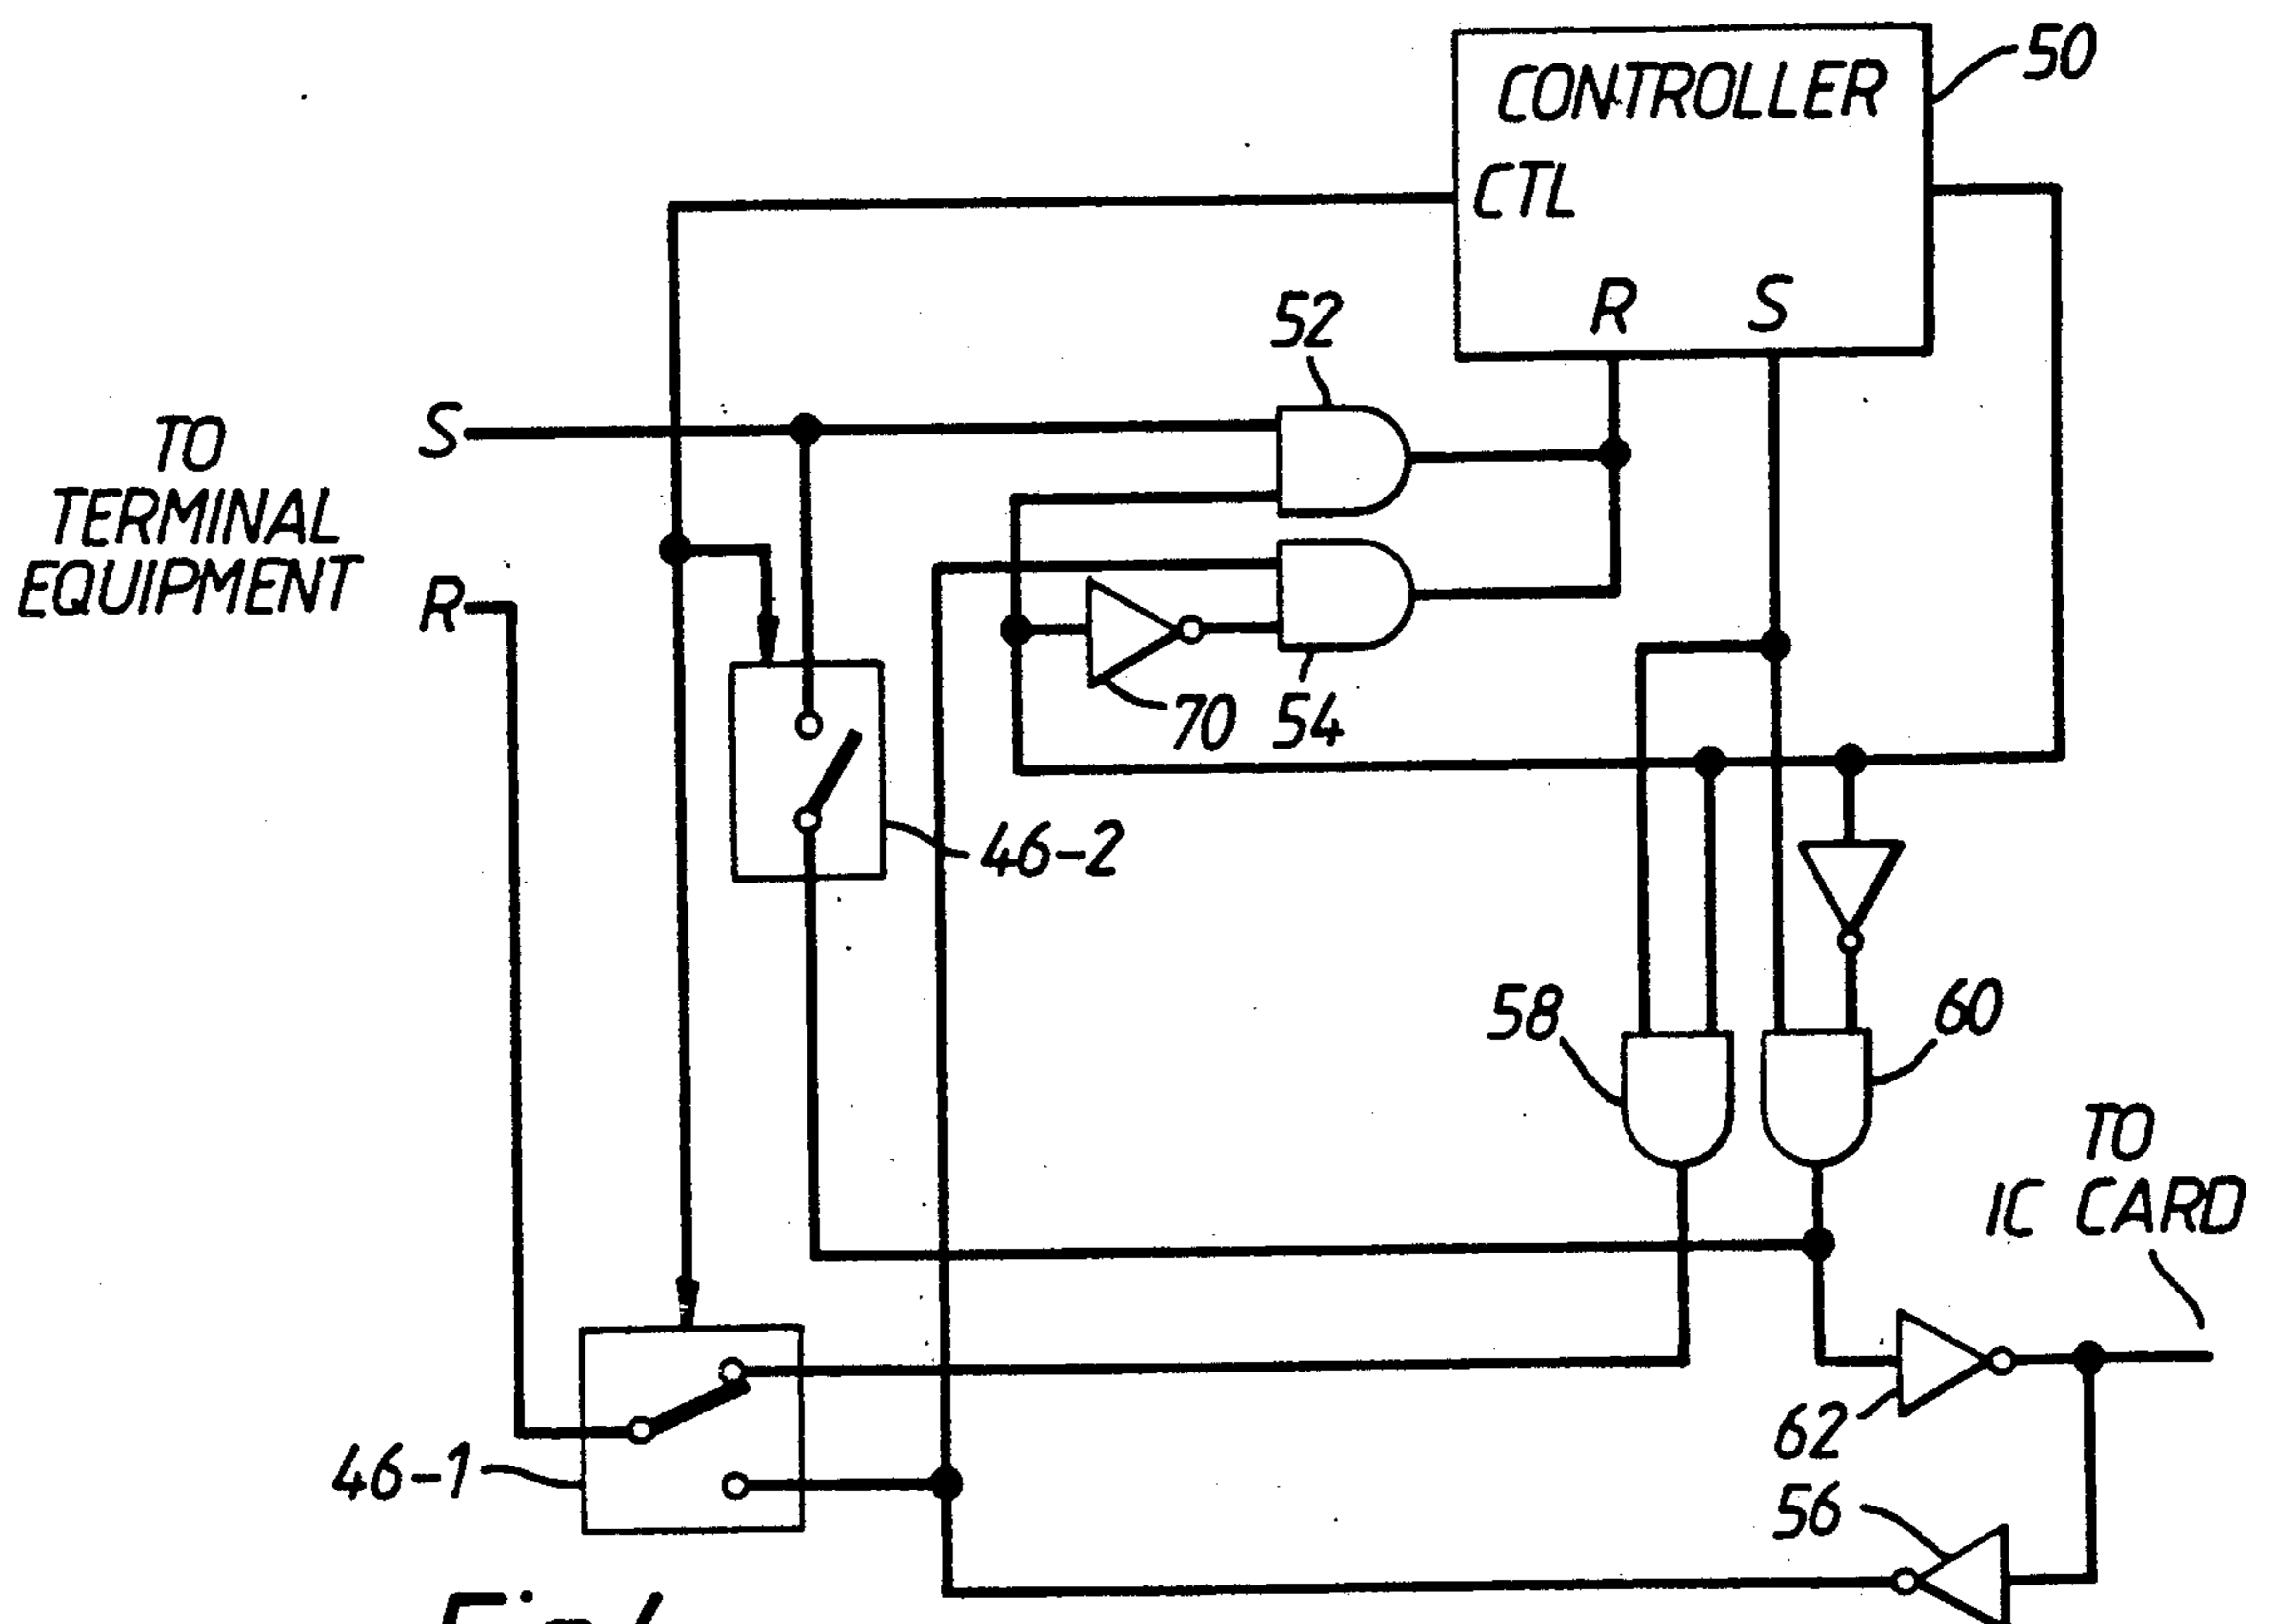 CONTROLLER
50
CTL
R S
52
TO
TERMINAL
EQUIPMENT
S
R
70
54
46-2
58
60
TO
IC CARD
46-1
62
56